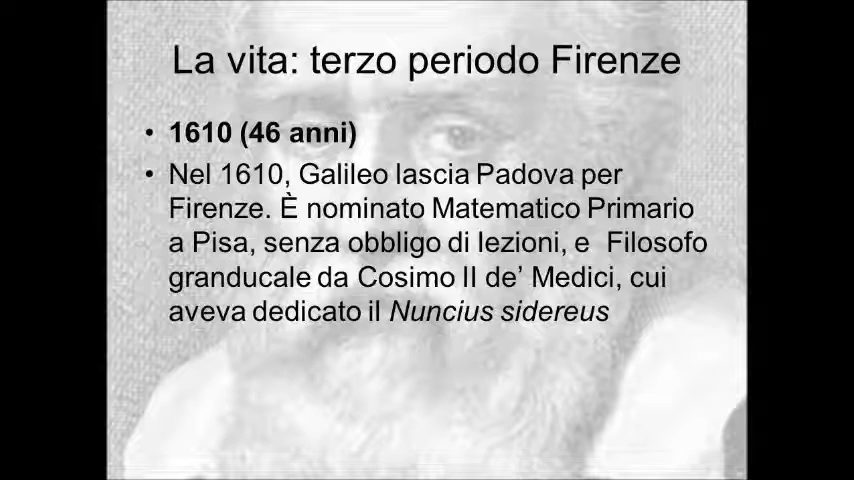 La vita: terzo periodo Firenze
• 1610 (46 anni)
• Nel 1610, Galileo lascia Padova per
Firenze. È nominato Matematico Primario
a Pisa, senza obbligo di lezioni, e Filosofo
granducale da Cosimo II de’ Medici, cui
aveva dedicato il Nuncius sidereus